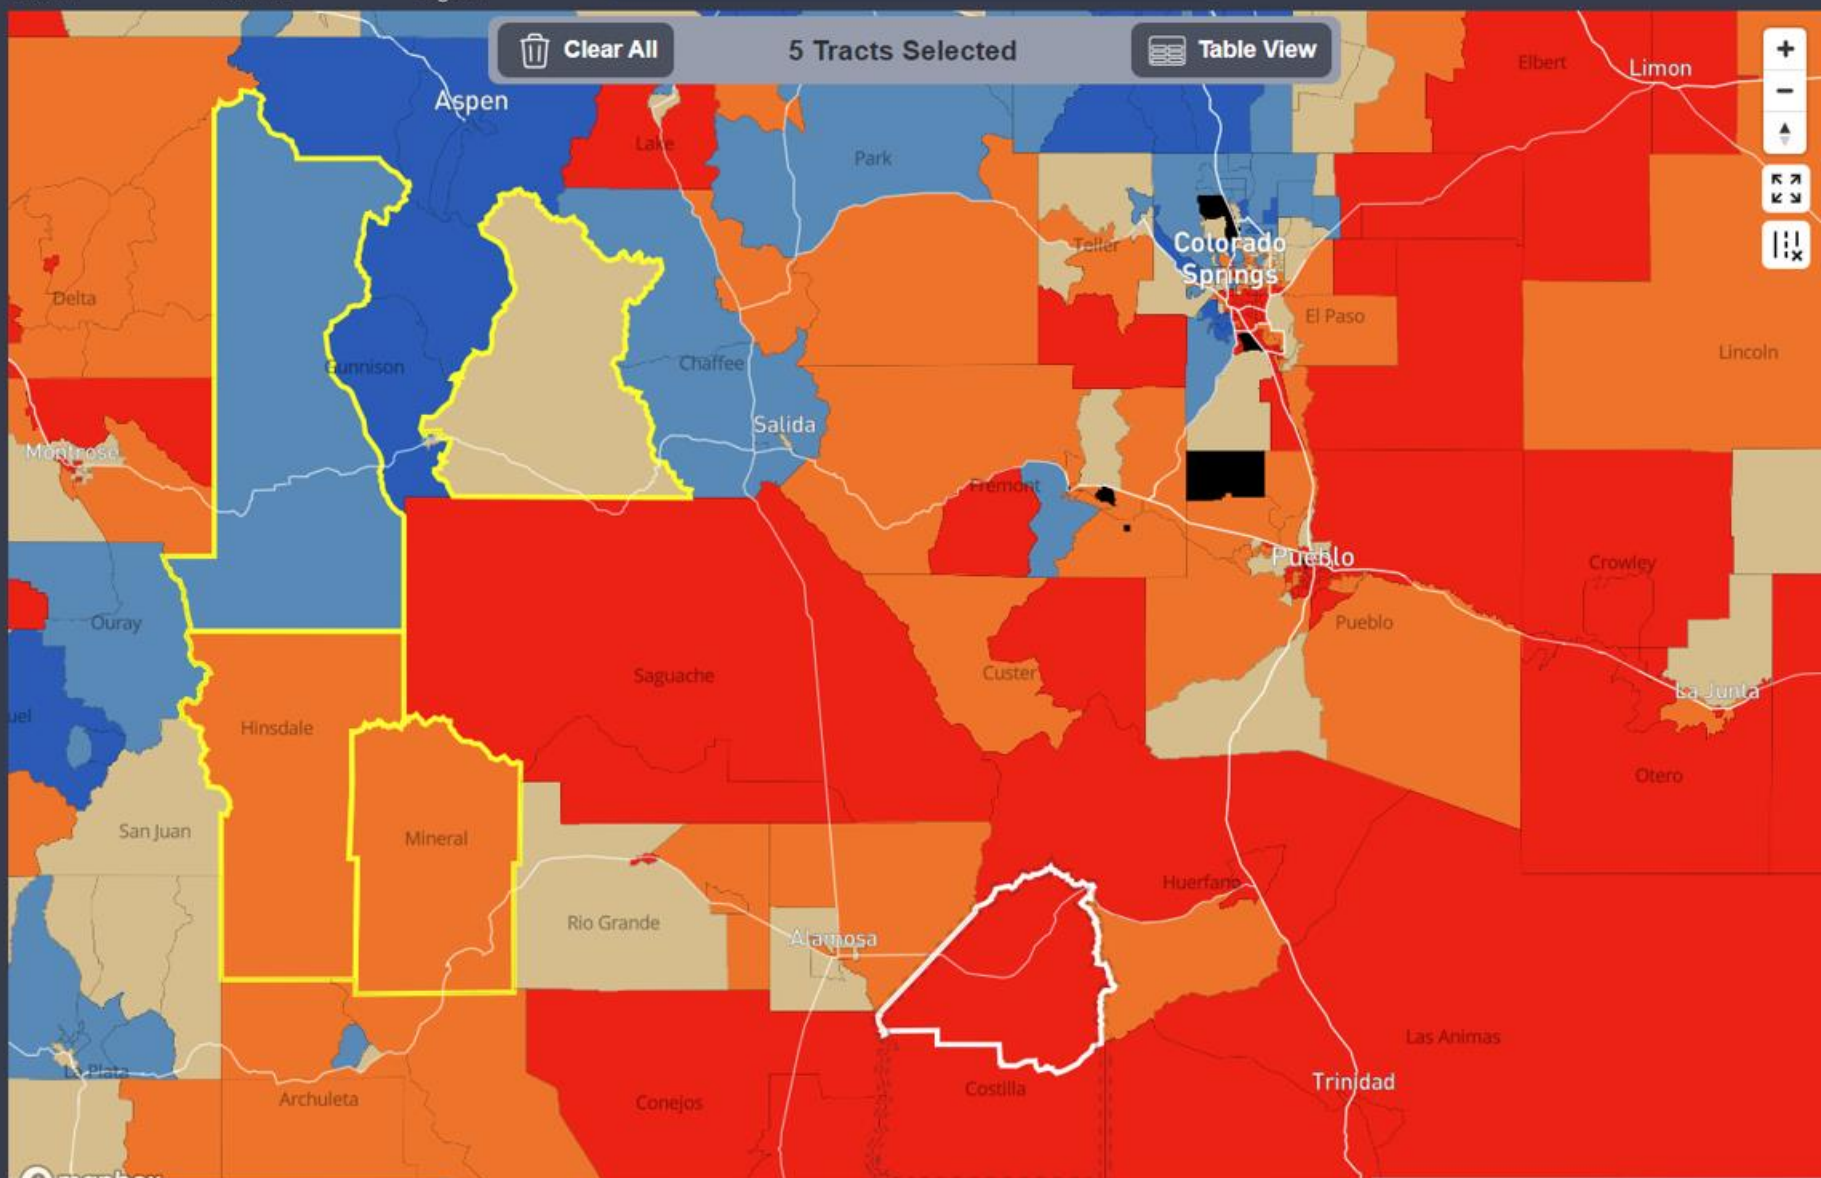 Clear All
5 Tracts Selected
Table View
Elbert
Limon
Aspen
Lake
Park
Colorado
Springs
Teller
Delta
El Paso
Gunnison
Chaffee
Lincoln
Salida
Montrose
Fremont
Pueblo
Crowley
Ouray
Pueblo
Saguache
Custer
La Junta
uel
Hinsdale
Otero
San Juan
Mineral
Huerfano
Rio Grande
Alamosa
Las Animas
La Plata
Trinidad
Costilla
Archuleta
Conejos
mapbox